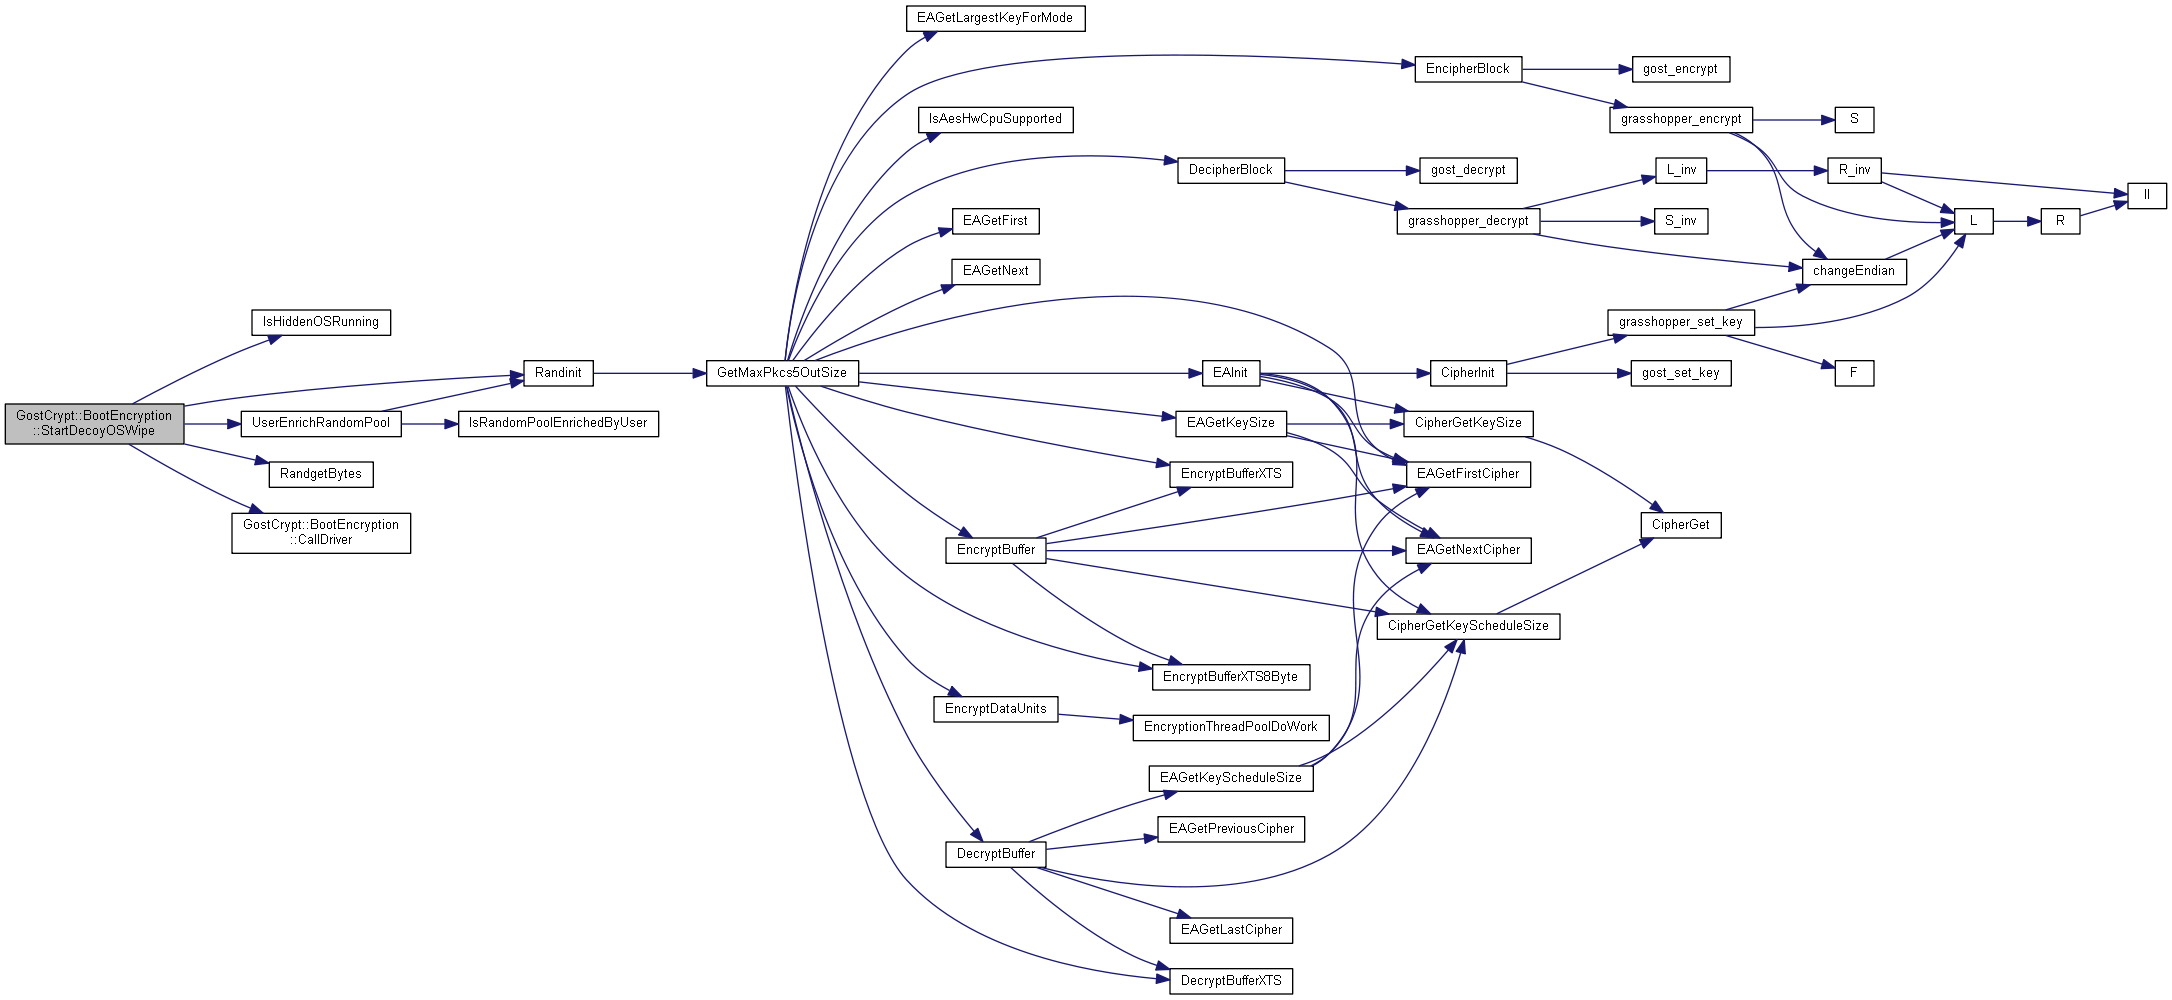 EAGetLargestKeyForMode
EncipherBlock
gost_encrypt
IsAesHwCpuSupported
grasshopper_encrypt
S
DecipherBlock
gost_decrypt
L_inv
R_inv
ll
EAGetFirst
grasshopper_decrypt
S_inv
L
R
EAGetNext
changeEndian
IsHiddenOSRunning
grasshopper_set_key
Randinit
GetMaxPkcs5OutSize
EAInit
CipherInit
gost_set_key
F
GostCrypt::BootEncryption
::StartDecoyOSWipe
UserEnrichRandomPool
IsRandomPoolEnrichedByUser
EAGetKeySize
CipherGetKeySize
RandgetBytes
EncryptBufferXTS
EAGetFirstCipher
GostCrypt::BootEncryption
::CallDriver
CipherGet
EncryptBuffer
EAGetNextCipher
CipherGetKeyScheduleSize
EncryptBufferXTS8Byte
EncryptDataUnits
EncryptionThreadPoolDoWork
EAGetKeyScheduleSize
EAGetPreviousCipher
DecryptBuffer
EAGetLastCipher
DecryptBufferXTS